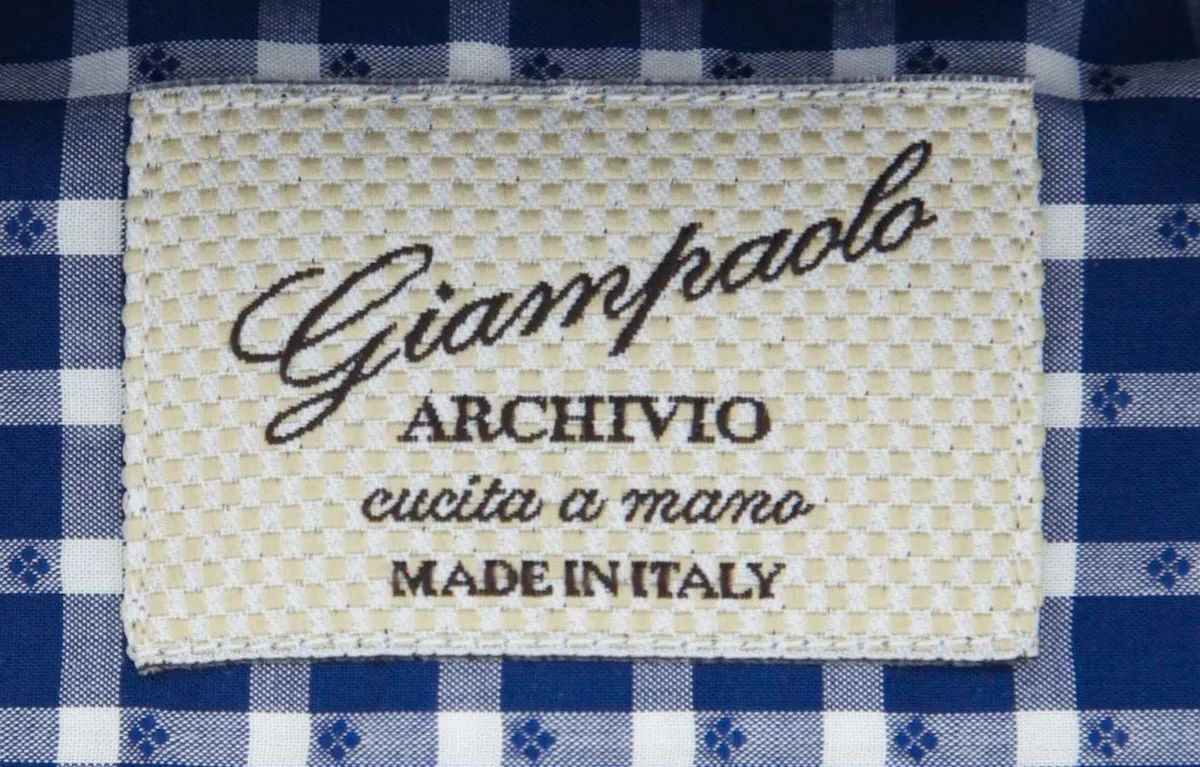 Giampaolo
ARCHIVIO
cucita a mano
MADE IN ITALY